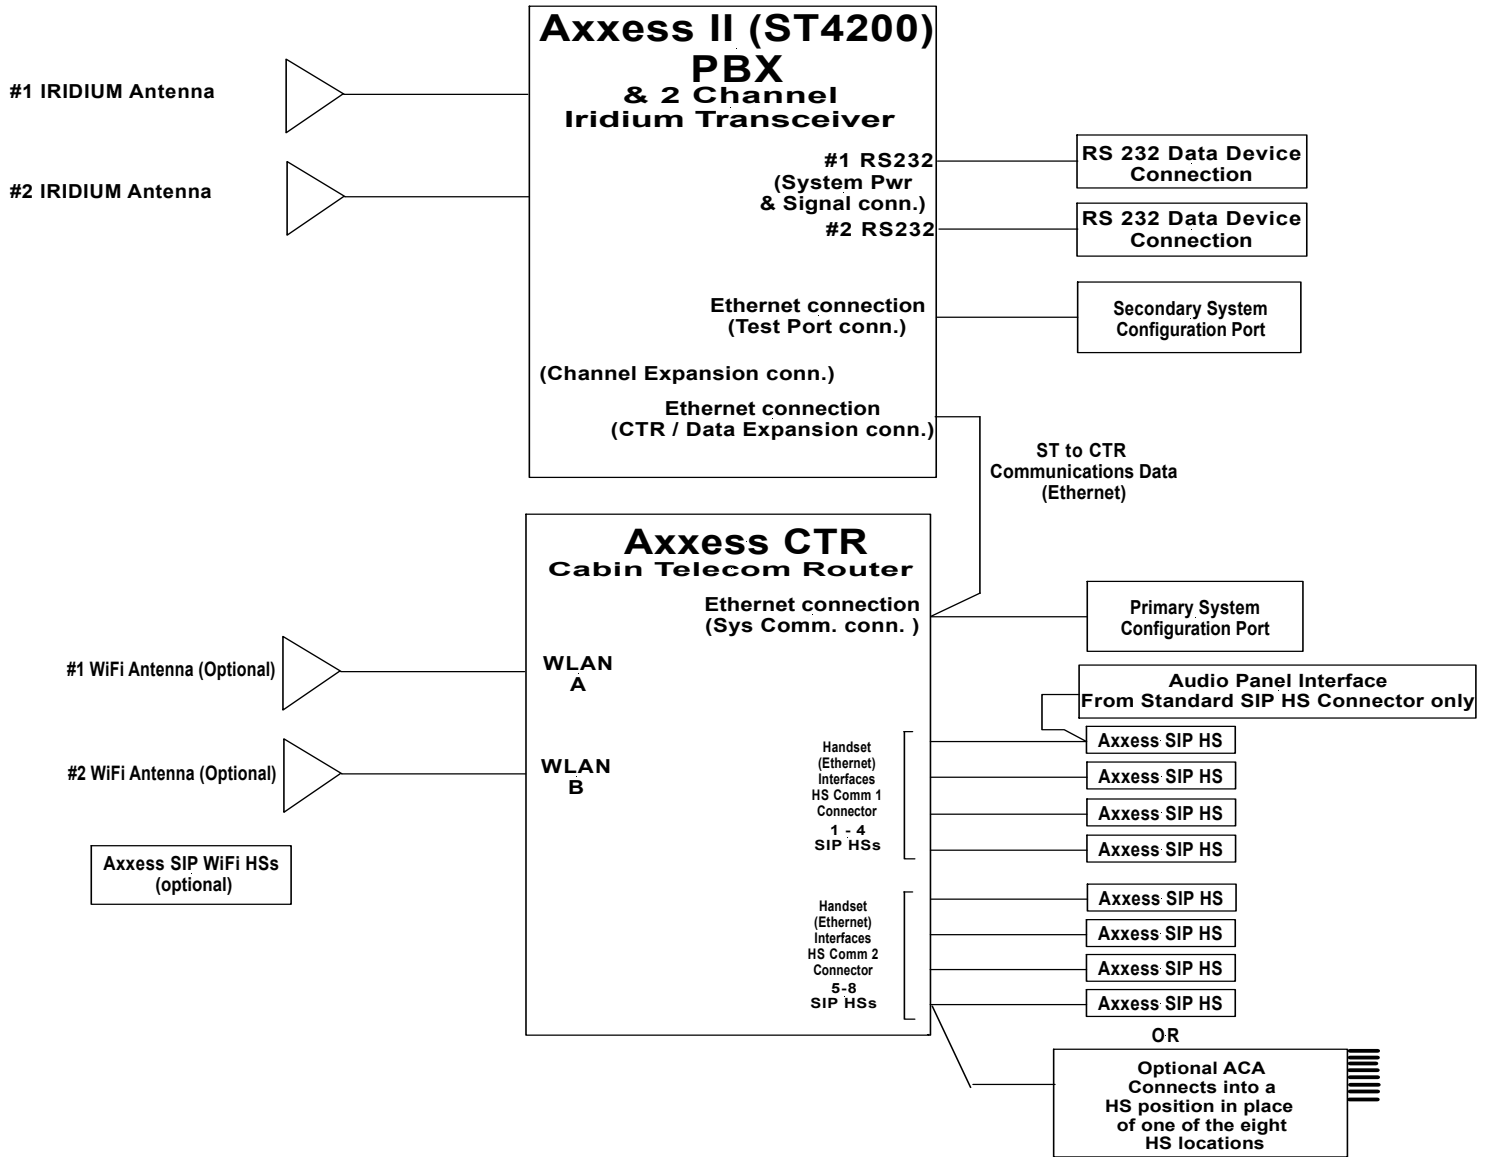 Axxess II (ST4200)
PBX
& 2 Channel
Iridium Transceiver
#1 IRIDIUM Antenna
#2 IRIDIUM Antenna
#1 RS232
(System Pwr
& Signal conn.)
#2 RS232
RS 232 Data Device
Connection
RS 232 Data Device
Connection
Ethernet connection
(Test Port conn.)
Secondary System
Configuration Port
(Channel Expansion conn.)
Ethernet connection
(CTR / Data Expansion conn.)
ST to CTR
Communications Data
(Ethernet)
Axxess CTR
Cabin Telecom Router
Ethernet connection
(Sys Comm. conn. )
Primary System
Configuration Port
#1 WiFi Antenna (Optional)
WLAN
A
#2 WiFi Antenna (Optional)
WLAN
B
Axxess SIP WiFi HSs
(optional)
Audio Panel Interface
From Standard SIP HS Connector only
Handset
(Ethernet)
Interfaces
HS Comm 1
Connector
1 - 4
SIP HSs
Axxess SIP HS
Axxess SIP HS
Axxess SIP HS
Axxess SIP HS
Handset
(Ethernet)
Interfaces
HS Comm 2
Connector
5-8
SIP HSs
Axxess SIP HS
Axxess SIP HS
Axxess SIP HS
Axxess SIP HS
OR
Optional ACA
Connects into a
HS position in place
of one of the eight
HS locations